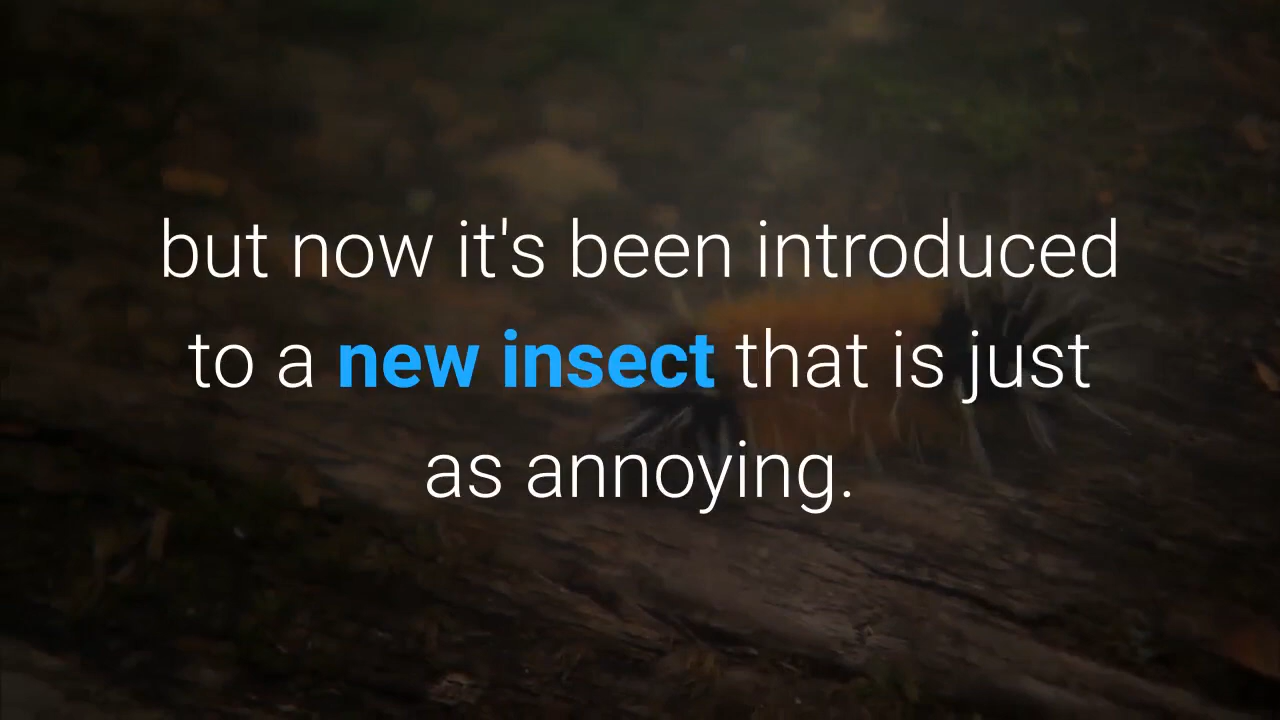 but now it's been introduced
to a new insect that is just
as annoying.